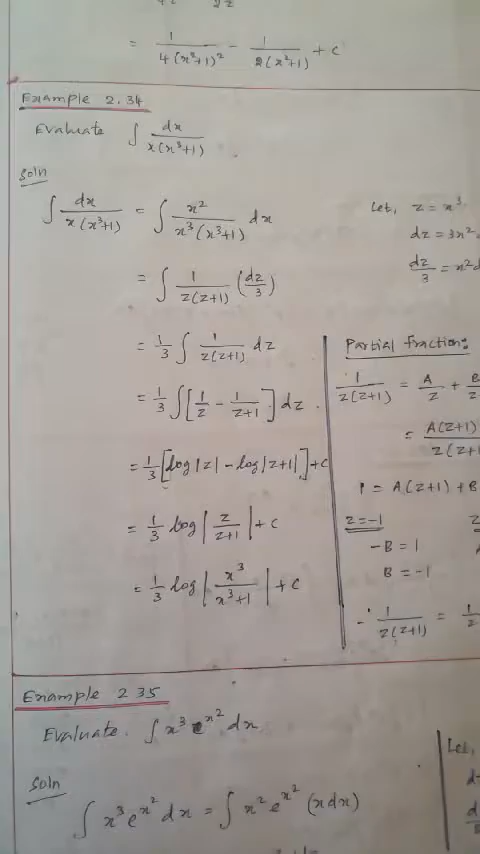 = 1/4(x²+1)² - 1/2(x²+1) + c
Example 2.34
Evaluate ∫ dx/x(x³+1)
Soln
∫ dx/x(x³+1) = ∫ x²/x³(x³+1) dx
Let, z = x³
dz = 3x²
dz/3 = x²d
= ∫ 1/z(z+1) (dz/3)
= 1/3 ∫ 1/z(z+1) dz
= 1/3 ∫ [1/z - 1/z+1] dz
= 1/3 [log|z| - log|z+1|] + c
= 1/3 log |z/z+1| + c
= 1/3 log |x³/x³+1| + c
Partial fraction:
1/z(z+1) = A/z + B/z
= A(z+1)/z(z+1
1 = A(z+1) + B
z=-1
-B = 1
B = -1
∴ 1/z(z+1) = 1/z
Example 2.35
Evaluate. ∫ x³ e^x² dx
Soln
∫ x³ e^x² dx = ∫ x² e^x² (x dx)
Let,